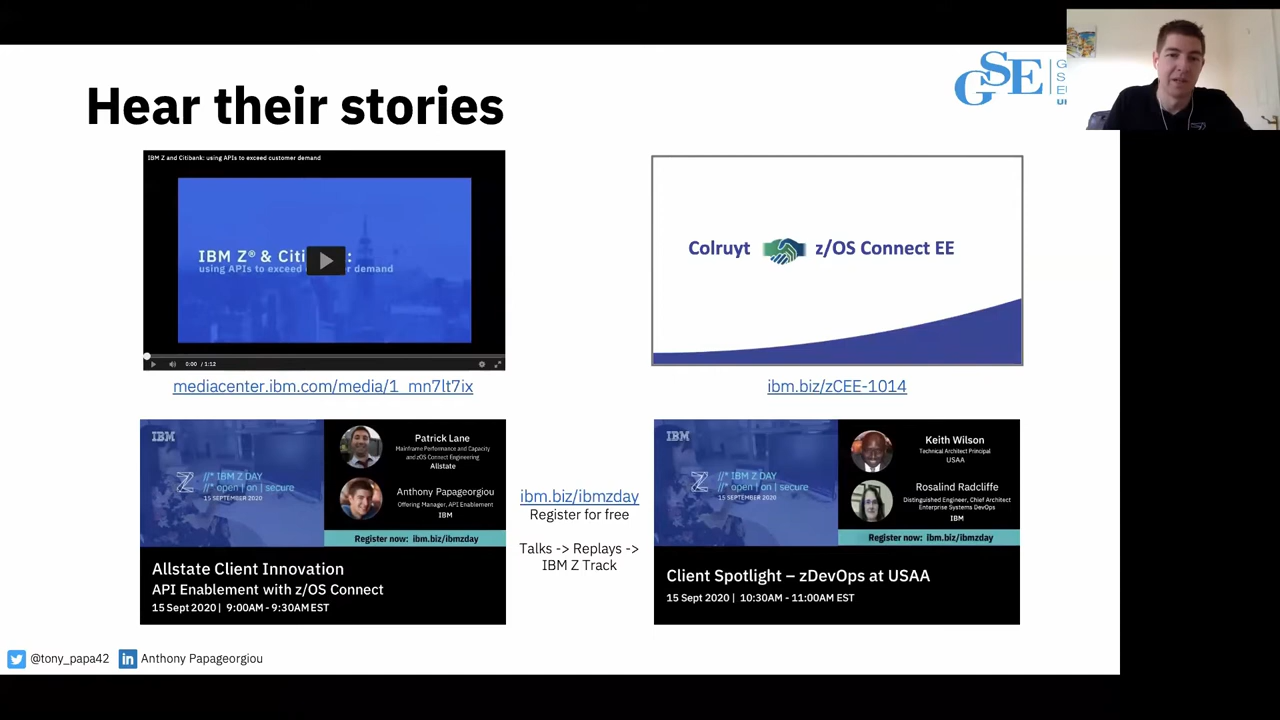 Hear their stories
GSE
G
S
E
UK
IBM Z and Citibank: using APIs to exceed customer demand
IBM Z® & Citi :
using APIs to exceed demand
0:00 / 1:12
mediacenter.ibm.com/media/1_mn7lt7ix
Colruyt z/OS Connect EE
ibm.biz/zCEE-1014
IBM
Z
//* IBM Z DAY
//* open | on | secure
15 SEPTEMBER 2020
Patrick Lane
Mainframe Performance and Capacity
and zOS Connect Engineering
Allstate
Anthony Papageorgiou
Offering Manager, API Enablement
IBM
Register now: ibm.biz/ibmzday
Allstate Client Innovation
API Enablement with z/OS Connect
15 Sept 2020 | 9:00AM - 9:30AM EST
ibm.biz/ibmzday
Register for free
Talks -> Replays ->
IBM Z Track
IBM
Z
//* IBM Z DAY
//* open | on | secure
15 SEPTEMBER 2020
Keith Wilson
Technical Architect Principal
USAA
Rosalind Radcliffe
Distinguished Engineer, Chief Architect
Enterprise Systems DevOps
IBM
Register now: ibm.biz/ibmzday
Client Spotlight – zDevOps at USAA
15 Sept 2020 | 10:30AM - 11:00AM EST
@tony_papa42 in Anthony Papageorgiou